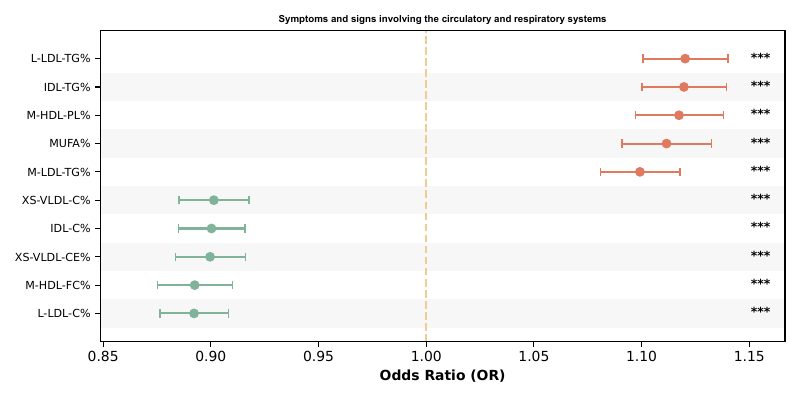 Symptoms and signs involving the circulatory and respiratory systems
L-LDL-TG% ***
IDL-TG% ***
M-HDL-PL% ***
MUFA% ***
M-LDL-TG% ***
XS-VLDL-C% ***
IDL-C% ***
XS-VLDL-CE% ***
M-HDL-FC% ***
L-LDL-C% ***
0.85 0.90 0.95 1.00 1.05 1.10 1.15
Odds Ratio (OR)